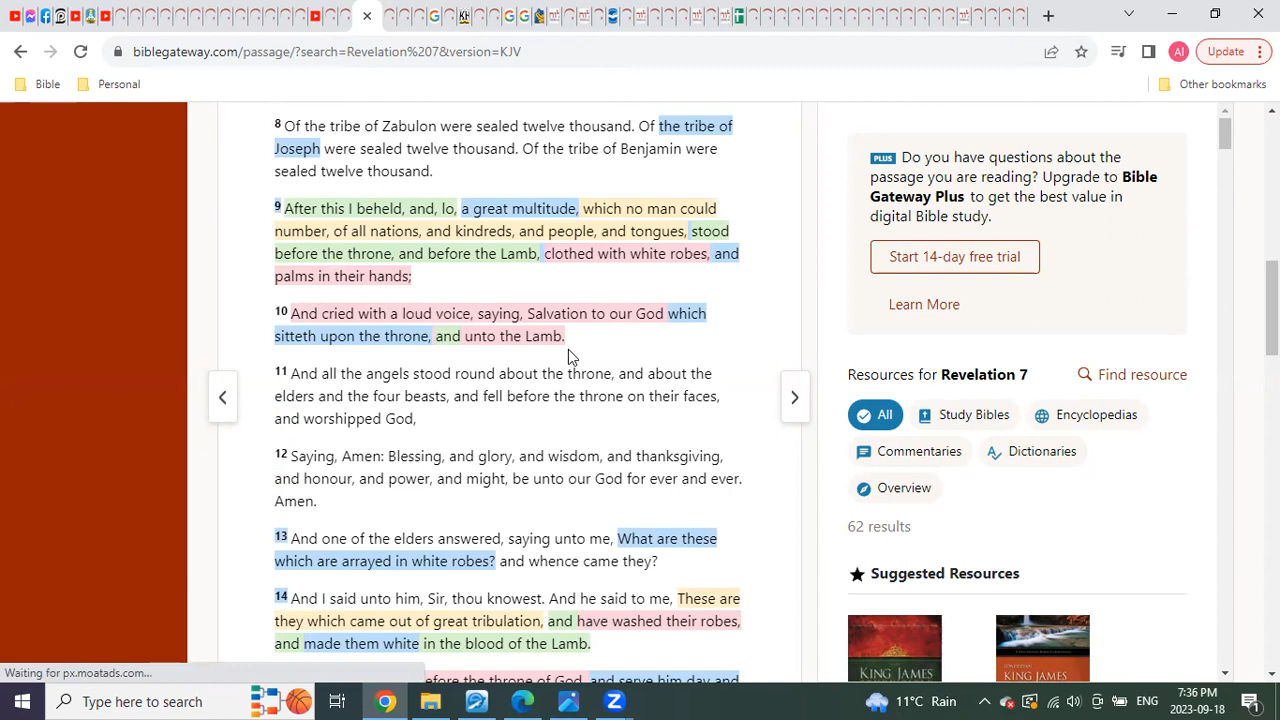 biblegateway.com/passage/?search=Revelation%207&version=KJV
AI
Update
Bible
Personal
Other bookmarks
8 Of the tribe of Zabulon were sealed twelve thousand. Of the tribe of
Joseph were sealed twelve thousand. Of the tribe of Benjamin were
sealed twelve thousand.
9 After this I beheld, and, lo, a great multitude, which no man could
number, of all nations, and kindreds, and people, and tongues, stood
before the throne, and before the Lamb, clothed with white robes, and
palms in their hands;
10 And cried with a loud voice, saying, Salvation to our God which
sitteth upon the throne, and unto the Lamb.
11 And all the angels stood round about the throne, and about the
elders and the four beasts, and fell before the throne on their faces,
and worshipped God,
12 Saying, Amen: Blessing, and glory, and wisdom, and thanksgiving,
and honour, and power, and might, be unto our God for ever and ever.
Amen.
13 And one of the elders answered, saying unto me, What are these
which are arrayed in white robes? and whence came they?
14 And I said unto him, Sir, thou knowest. And he said to me, These are
they which came out of great tribulation, and have washed their robes,
and made them white in the blood of the Lamb.
efore the throne of God, and serve him day and
PLUS Do you have questions about the
passage you are reading? Upgrade to Bible
Gateway Plus to get the best value in
digital Bible study.
Start 14-day free trial
Learn More
Resources for Revelation 7
Find resource
All
Study Bibles
Encyclopedias
Commentaries
Dictionaries
Overview
62 results
Suggested Resources
KING JAMES
KING JAMES
Waiting for px.moatads.com...
Type here to search
11°C Rain
ENG
7:36 PM
2023-09-18
1